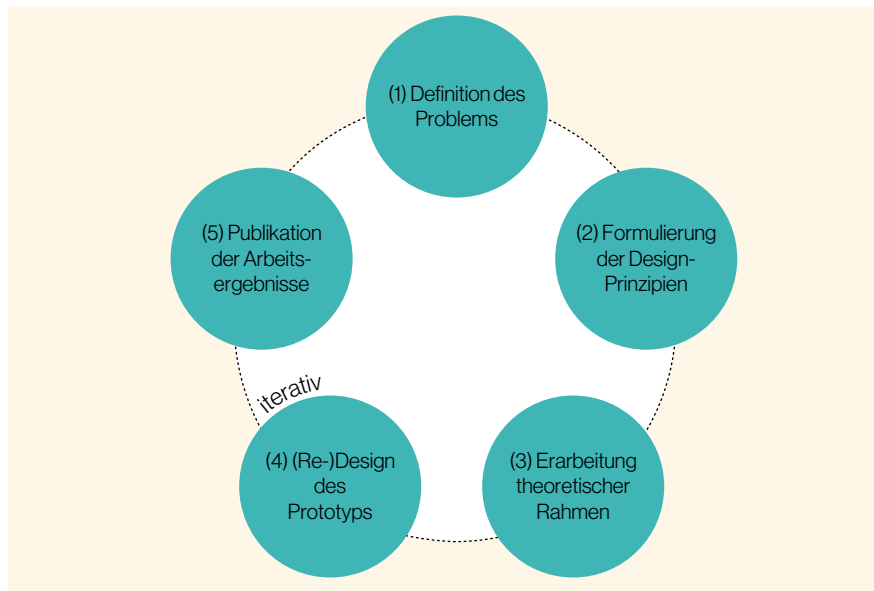 (1) Definition des
Problems
(2) Formulierung
der Design-
Prinzipien
(3) Erarbeitung
theoretischer
Rahmen
(4) (Re-)Design
des
Prototyps
iterativ
(5) Publikation
der Arbeits-
ergebnisse